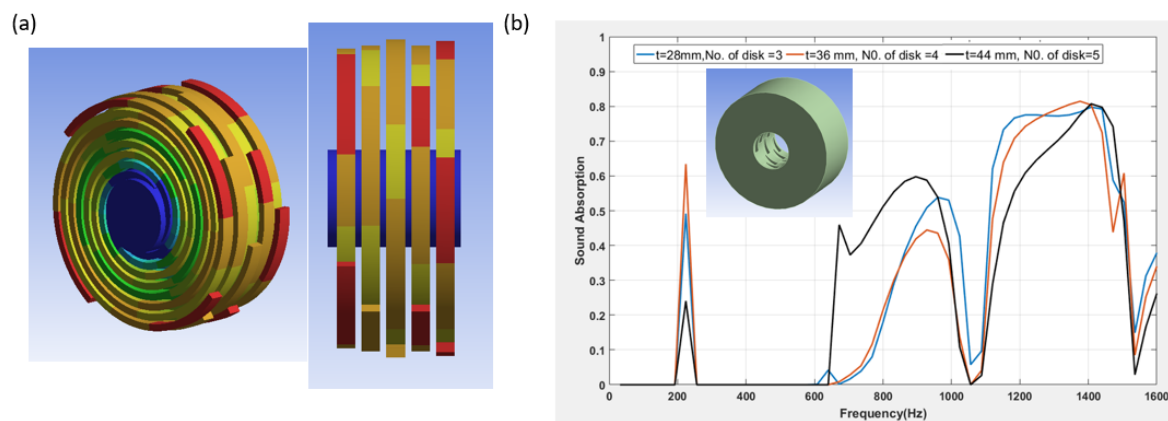 (a)
(b)
t=28mm,No. of disk =3 t=36 mm, N0. of disk =4 t=44 mm, N0. of disk=5
1
0.9
0.8
0.7
0.6
0.5
0.4
0.3
0.2
0.1
0
Sound Absorption
0 200 400 600 800 1000 1200 1400 1600
Frequency(Hz)